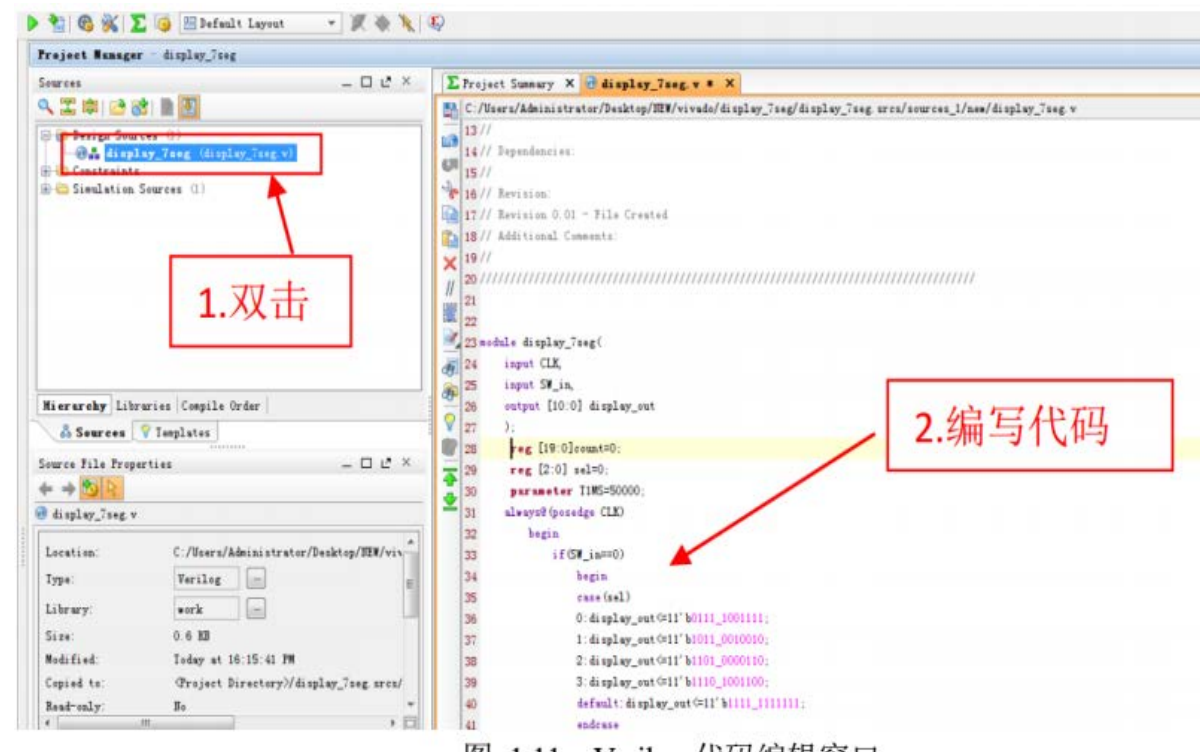 Default Layout
Project Manager - display_7seg
Sources
Design Sources (1)
display_7seg (display_7seg.v)
Constraints
Simulation Sources (1)
1.双击
Hierarchy Libraries Compile Order
Sources Templates
Source File Properties
display_7seg.v
Location: C:/Users/Administrator/Desktop/NEW/viv
Type: Verilog
Library: work
Size: 0.6 KB
Modified: Today at 16:15:41 PM
Copied to: <Project Directory>/display_7seg.srcs/
Read-only: No
Project Summary display_7seg.v *
C:/Users/Administrator/Desktop/NEW/vivado/display_7seg/display_7seg.srcs/sources_1/new/display_7seg.v
13 //
14 // Dependencies:
15 //
16 // Revision:
17 // Revision 0.01 - File Created
18 // Additional Comments:
19 //
20 //////////////////////////////////////////////////////////////////////////////////
21
22
23 module display_7seg(
24 input CLK,
25 input SW_in,
26 output [10:0] display_out
27 );
28 reg [19:0]count=0;
29 reg [2:0] sel=0;
30 parameter T1MS=50000;
31 always@(posedge CLK)
32 begin
33 if(SW_in==0)
34 begin
35 case(sel)
36 0:display_out<=11'b0111_1001111;
37 1:display_out<=11'b1011_0010010;
38 2:display_out<=11'b1101_0000110;
39 3:display_out<=11'b1110_1001100;
40 default:display_out<=11'b1111_1111111;
41 endcase
2.编写代码